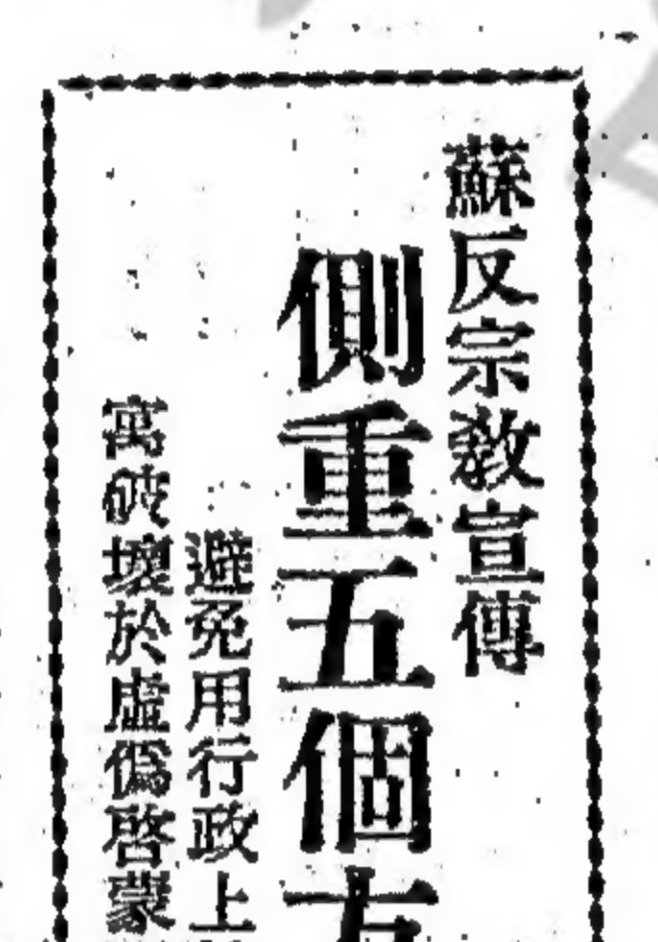 蘇反宗教宣傳
側重五個方
避免用行政上
寓破壞於虛偽啓蒙